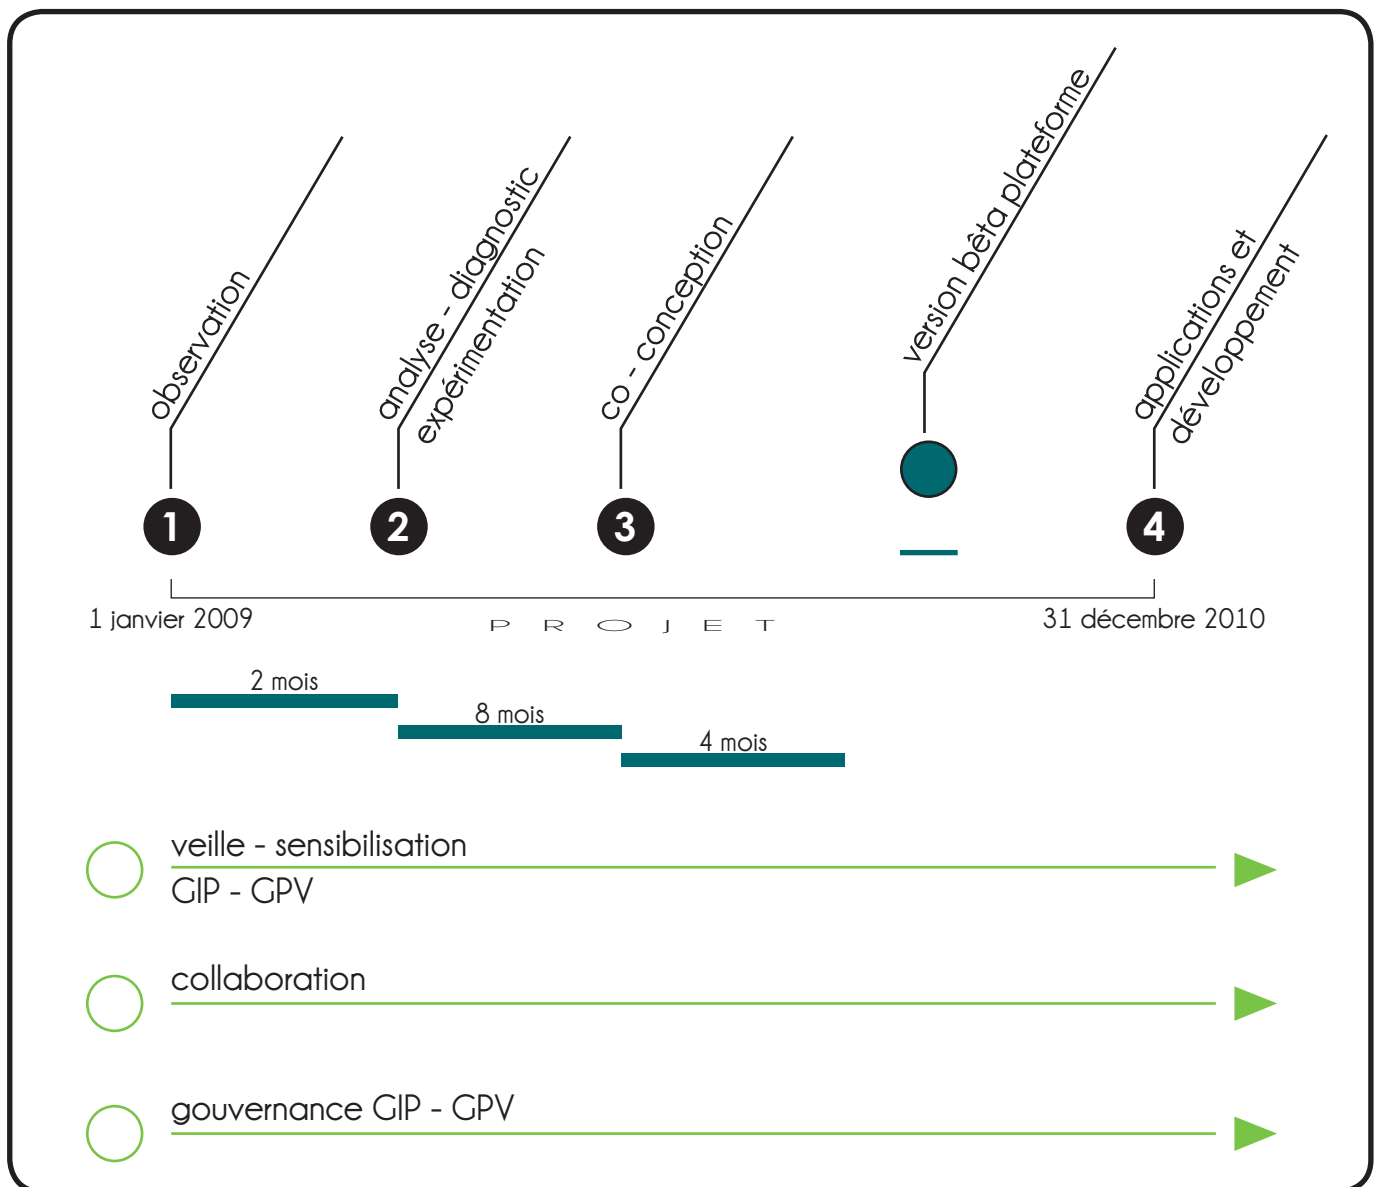 observation
analyse - diagnostic
expérimentation
co - conception
version bêta plateforme
applications et
développement
1
2
3
4
1 janvier 2009
PROJET
31 décembre 2010
2 mois
8 mois
4 mois
veille - sensibilisation
GIP - GPV
collaboration
gouvernance GIP - GPV